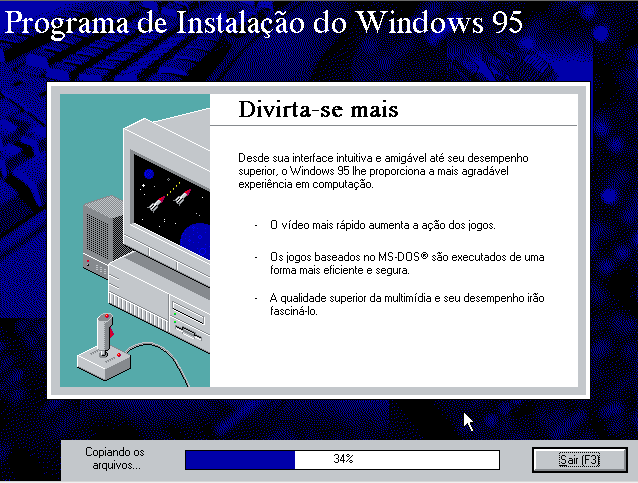 Programa de Instalação do Windows 95
Divirta-se mais
Desde sua interface intuitiva e amigável até seu desempenho
superior, o Windows 95 lhe proporciona a mais agradável
experiência em computação.
- O vídeo mais rápido aumenta a ação dos jogos.
- Os jogos baseados no MS-DOS® são executados de uma
forma mais eficiente e segura.
- A qualidade superior da multimídia e seu desempenho irão
fasciná-lo.
Copiando os
arquivos...
34%
Sair (F3)